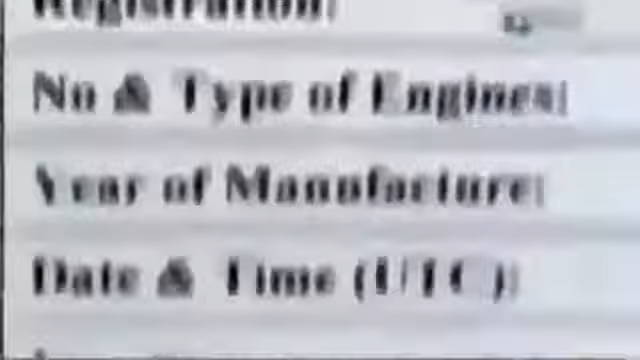 Registration:
No & Type of Engines:
Year of Manufacture:
Date & Time (UTC):